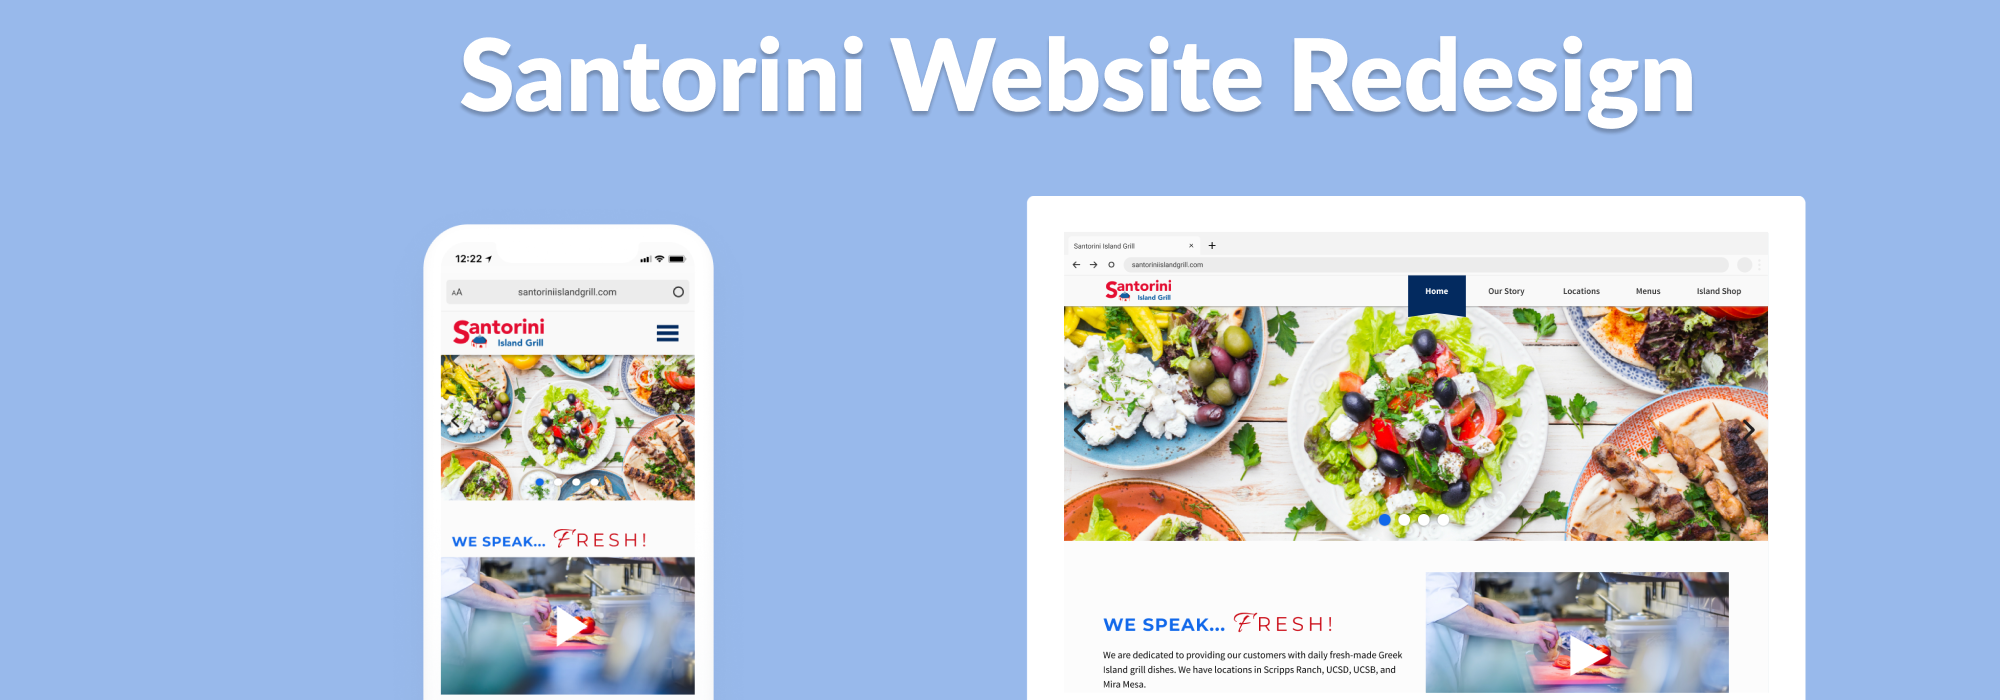 Santorini Website Redesign
12:22
AA santoriniislandgrill.com
Santorini
Island Grill
WE SPEAK... FRESH!
Santorini Island Grill × +
santoriniislandgrill.com
Santorini
Island Grill
Home Our Story Locations Menus Island Shop
WE SPEAK... FRESH!
We are dedicated to providing our customers with daily fresh-made Greek
Island grill dishes. We have locations in Scripps Ranch, UCSD, UCSB, and
Mira Mesa.